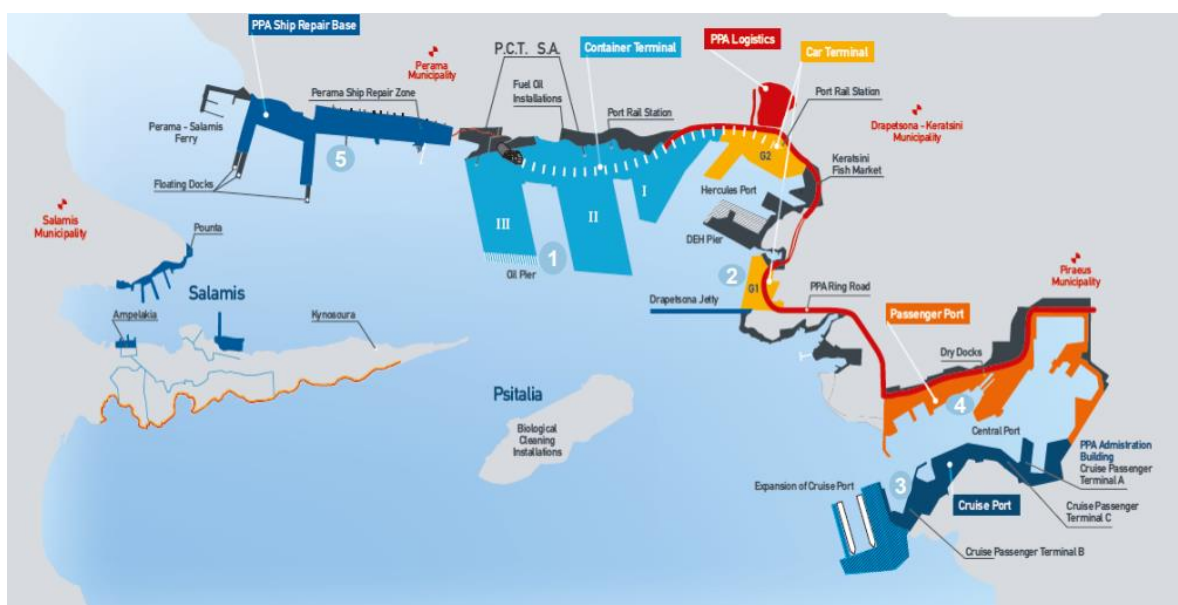 PPA Ship Repair Base
Perama
Municipality
P.C.T. S.A.
Container Terminal
PPA Logistics
Car Terminal
Fuel Oil
Installations
Port Rail Station
Port Rail Station
Perama Ship Repair Zone
Perama - Salamis
Ferry
Drapetsona - Keratsini
Municipality
G2
Keratsini
Fish Market
5
Floating Docks
I
II
III
Hercules Port
Salamis
Municipality
Pounta
DEH Pier
1
Oil Pier
2
G1
Piraeus
Municipality
PPA Ring Road
Salamis
Drapetsona Jetty
Passenger Port
Ampelakia
Kynosoura
Dry Docks
Psitalia
4
Biological
Cleaning
Installations
Central Port
PPA Admistration
Building
Cruise Passenger
Terminal A
Expansion of Cruise Port
3
Cruise Port
Cruise Passenger
Terminal C
Cruise Passenger Terminal B